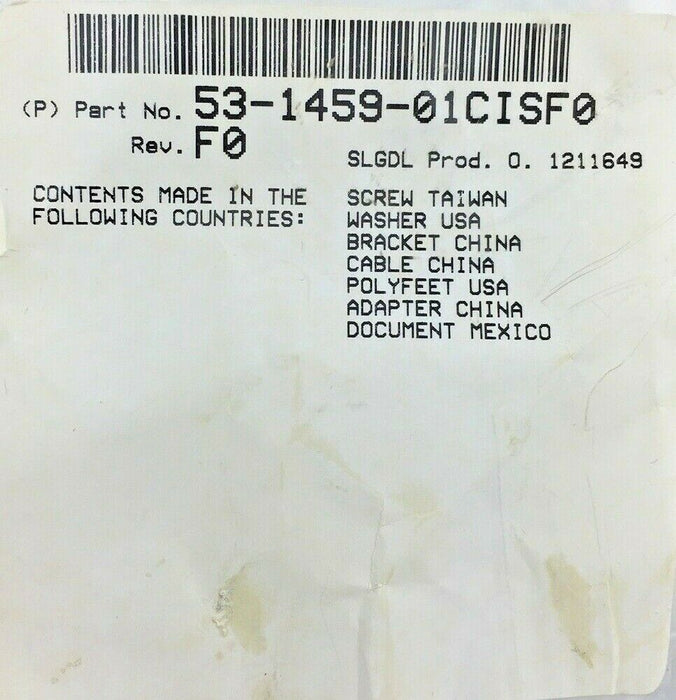 (P) Part No. 53-1459-01CISF0
Rev. F0
SLGDL Prod. O. 1211649
CONTENTS MADE IN THE
FOLLOWING COUNTRIES:
SCREW TAIWAN
WASHER USA
BRACKET CHINA
CABLE CHINA
POLYFEET USA
ADAPTER CHINA
DOCUMENT MEXICO